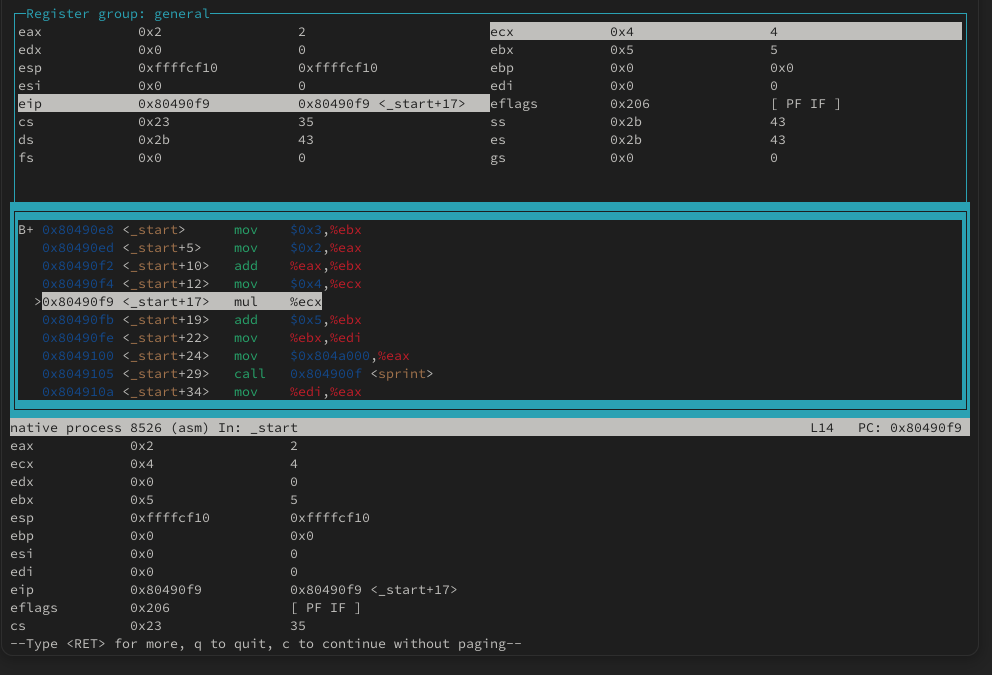 Register group: general
eax 0x2 2 ecx 0x4 4
edx 0x0 0 ebx 0x5 5
esp 0xffffcf10 0xffffcf10 ebp 0x0 0x0
esi 0x0 0 edi 0x0 0
eip 0x80490f9 0x80490f9 <_start+17> eflags 0x206 [ PF IF ]
cs 0x23 35 ss 0x2b 43
ds 0x2b 43 es 0x2b 43
fs 0x0 0 gs 0x0 0
B+ 0x80490e8 <_start> mov $0x3,%ebx
0x80490ed <_start+5> mov $0x2,%eax
0x80490f2 <_start+10> add %eax,%ebx
0x80490f4 <_start+12> mov $0x4,%ecx
>0x80490f9 <_start+17> mul %ecx
0x80490fb <_start+19> add $0x5,%ebx
0x80490fe <_start+22> mov %ebx,%edi
0x8049100 <_start+24> mov $0x804a000,%eax
0x8049105 <_start+29> call 0x804900f <sprint>
0x804910a <_start+34> mov %edi,%eax
native process 8526 (asm) In: _start L14 PC: 0x80490f9
eax 0x2 2
ecx 0x4 4
edx 0x0 0
ebx 0x5 5
esp 0xffffcf10 0xffffcf10
ebp 0x0 0x0
esi 0x0 0
edi 0x0 0
eip 0x80490f9 0x80490f9 <_start+17>
eflags 0x206 [ PF IF ]
cs 0x23 35
--Type <RET> for more, q to quit, c to continue without paging--